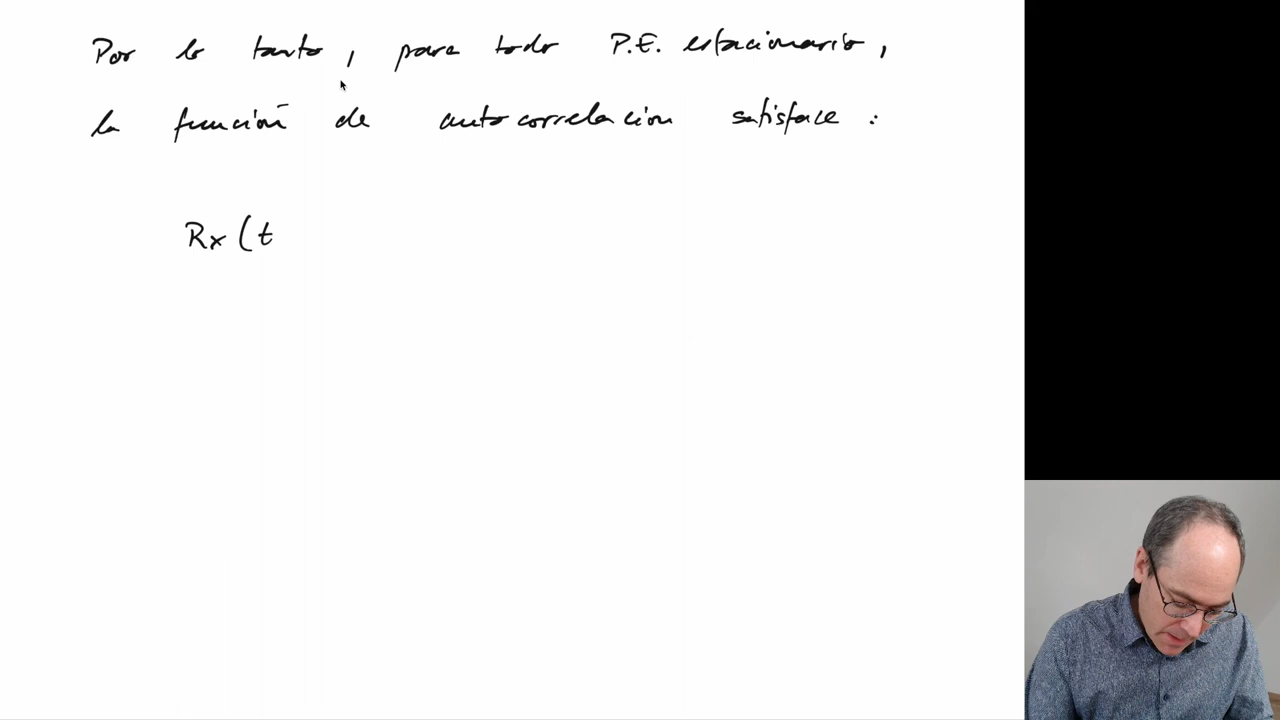 Por lo tanto, para todo P.E. estacionario,
la función de autocorrelación satisface :
Rx (t